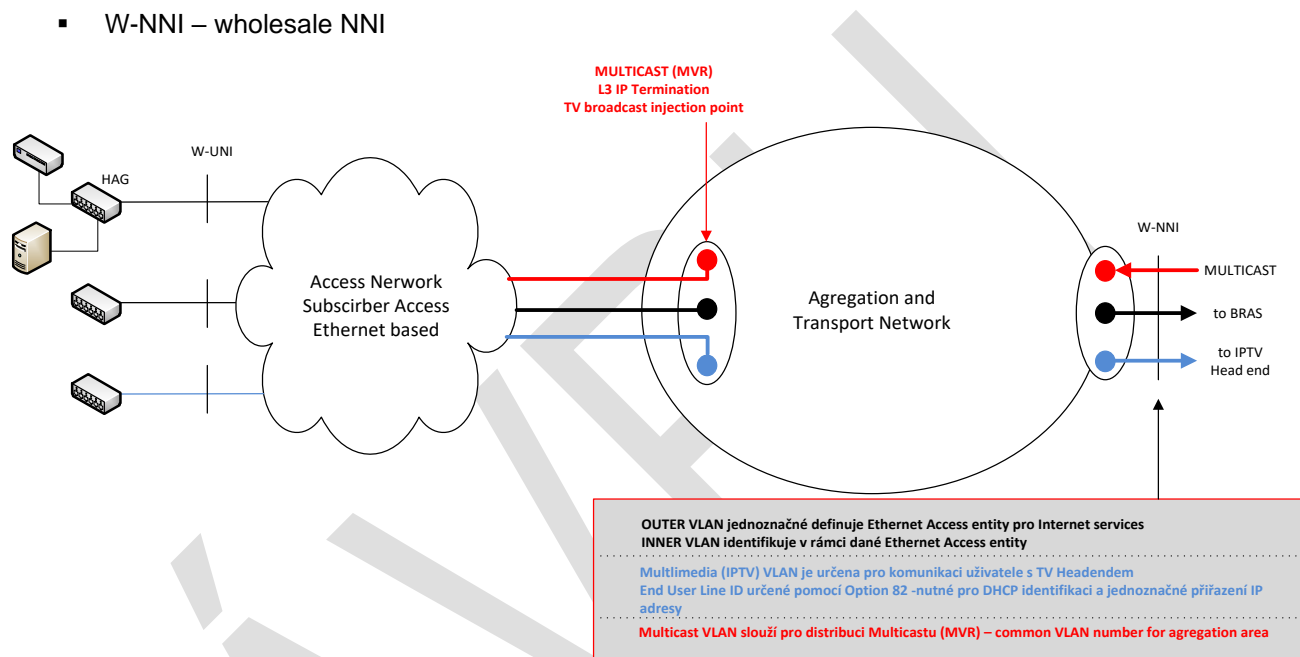 ▪ W-NNI – wholesale NNI
MULTICAST (MVR)
L3 IP Termination
TV broadcast injection point
W-UNI
HAG
W-NNI
Access Nerwork
Subscirber Access
Ethernet based
Agregation and
Transport Network
MULTICAST
to BRAS
to IPTV
Head end
OUTER VLAN jednoznačné definuje Ethernet Access entity pro Internet services
INNER VLAN identifikuje v rámci dané Ethernet Access entity
Multlimedia (IPTV) VLAN je určena pro komunikaci uživatele s TV Headendem
End User Line ID určené pomocí Option 82 -nutné pro DHCP identifikaci a jednoznačné přiřazení IP
adresy
Multicast VLAN slouží pro distribuci Multicastu (MVR) – common VLAN number for agregation area